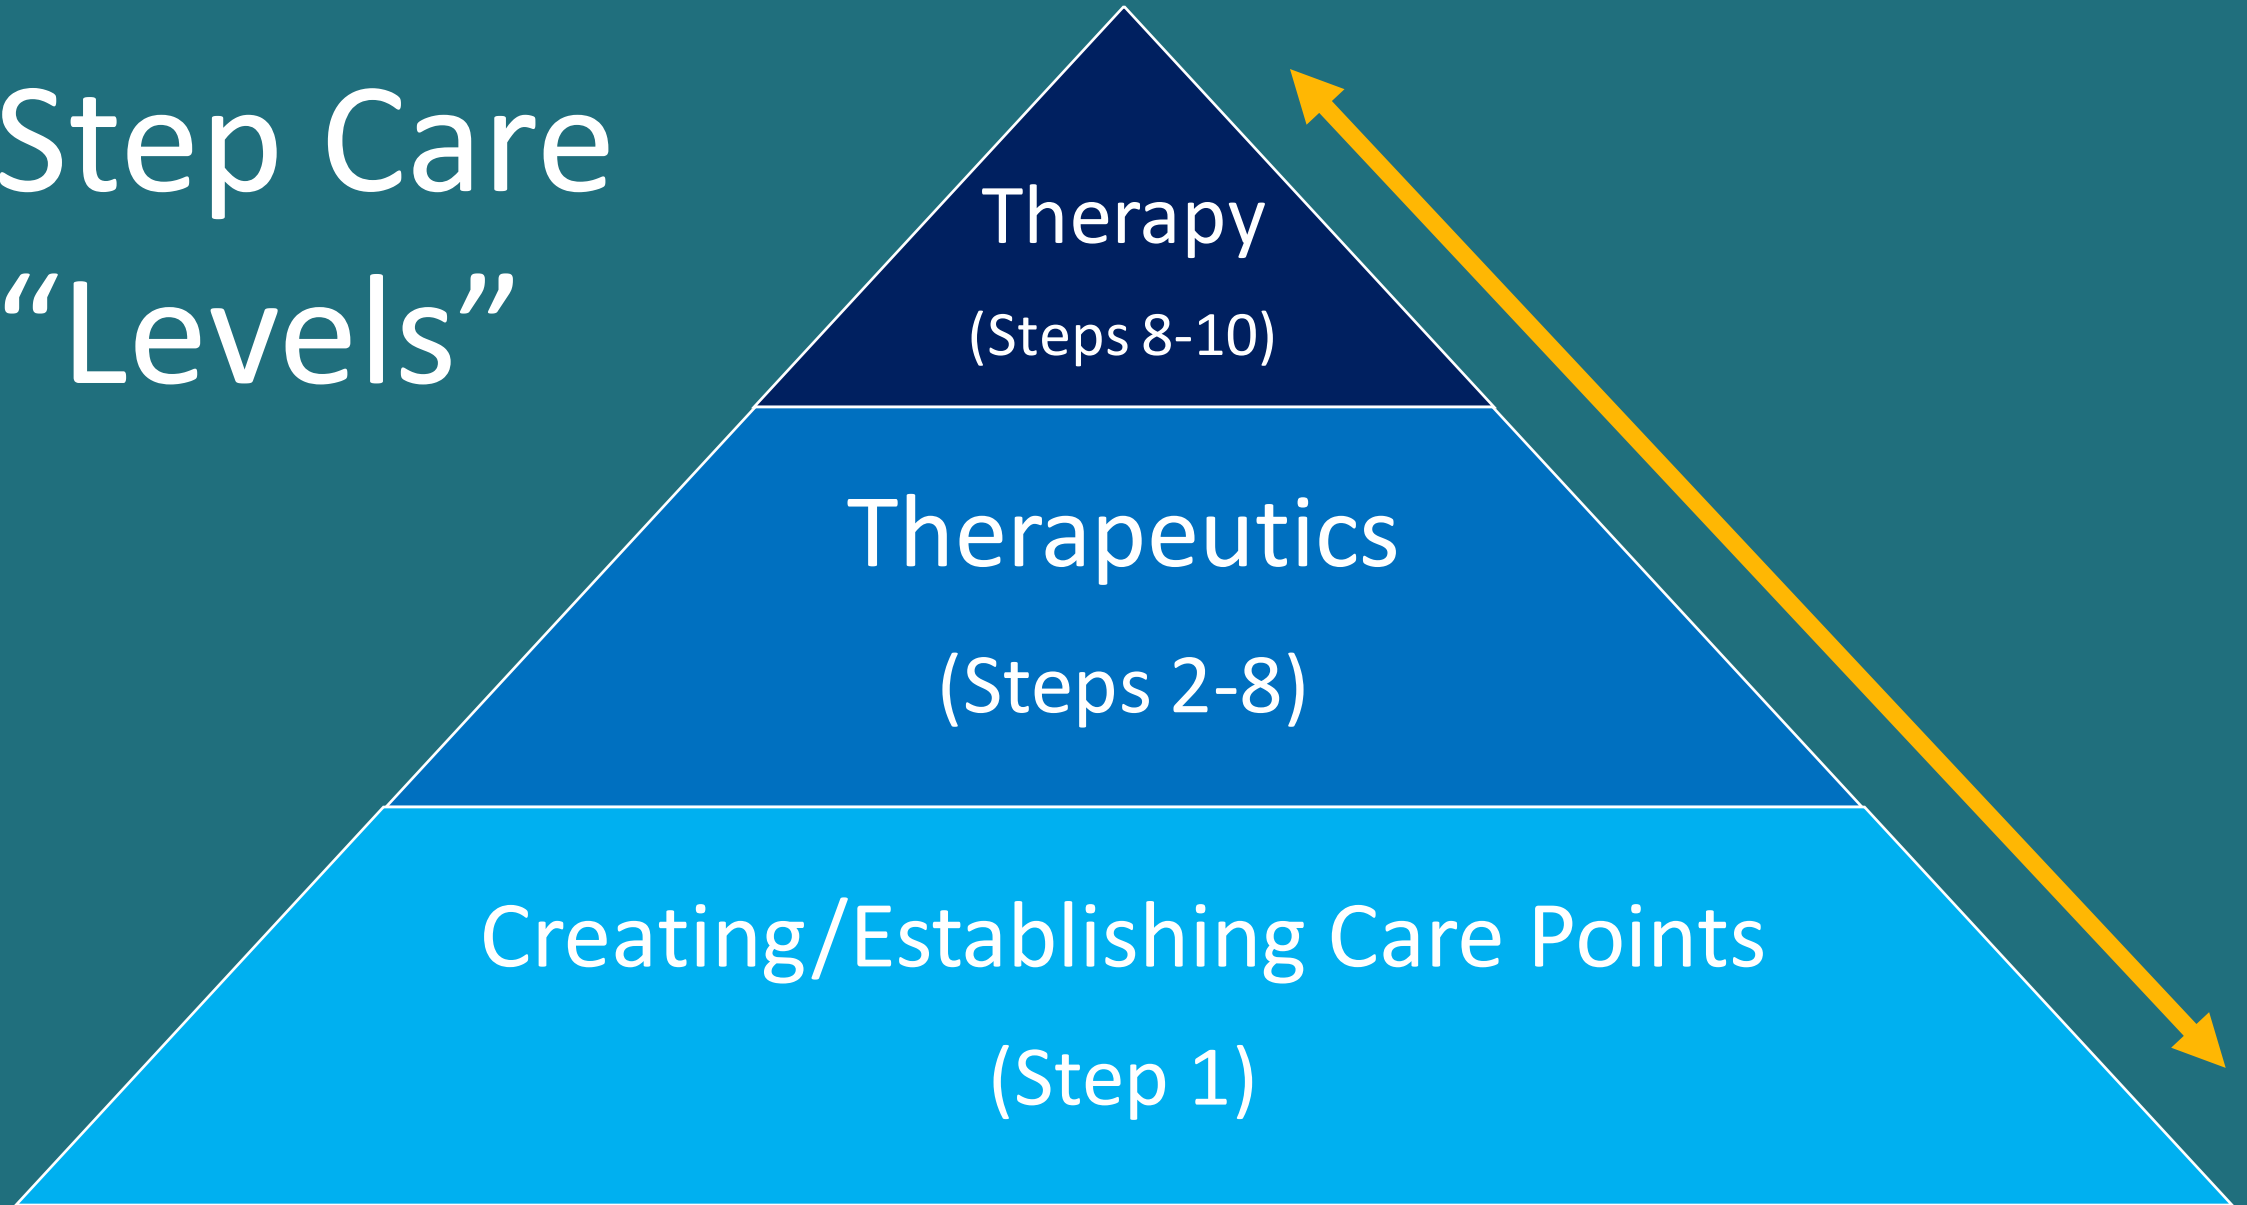 Step Care
“Levels”
Therapy
(Steps 8-10)
Therapeutics
(Steps 2-8)
Creating/Establishing Care Points
(Step 1)